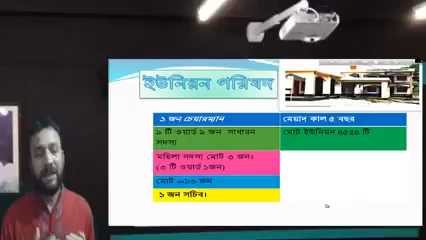 ইউনিয়ন পরিষদ
১ জন চেয়ারম্যান
মেয়াদ কাল ৫ বছর
৯ টি ওয়ার্ড ৯ জন সাধারন
সদস্য
মোট ইউনিয়ন ৪৫৫৪ টি
মহিলা সদস্য মোট ৩ জন।
(৩ টি ওয়ার্ড ১জন)
মোট =১৩ জন
১ জন সচিব।